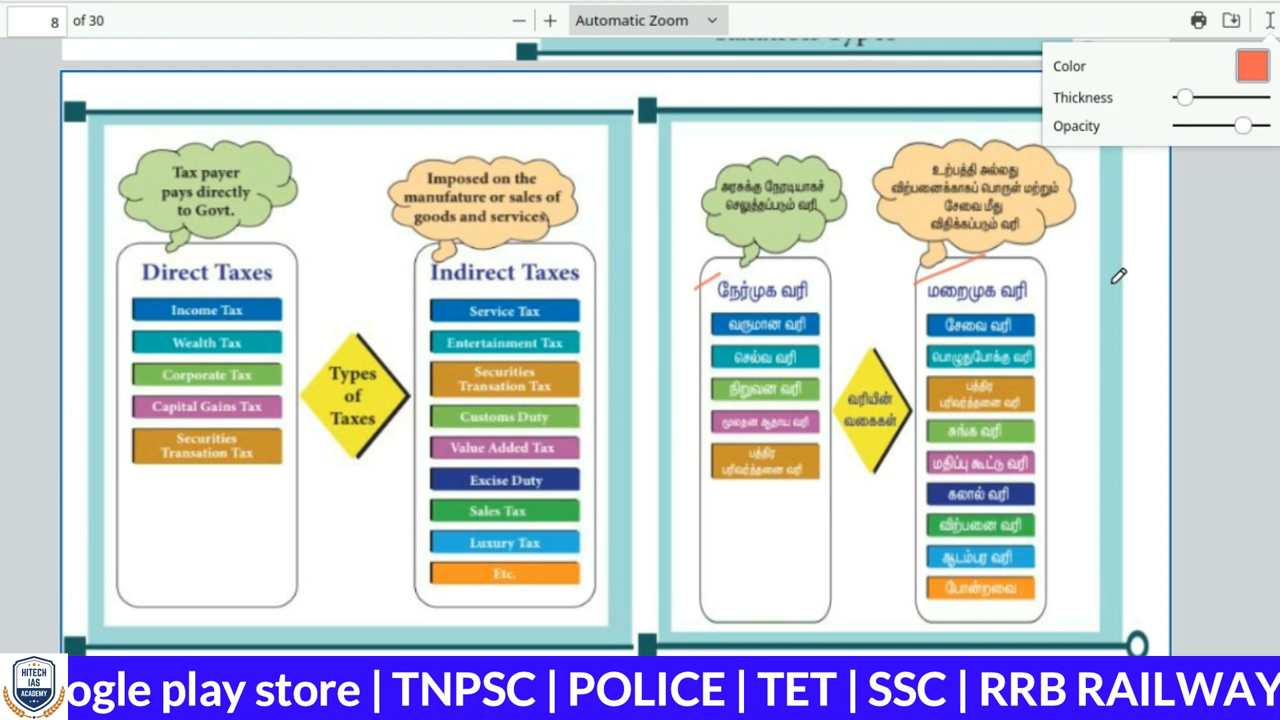 8 of 30
Automatic Zoom
Color
Thickness
Opacity
Tax payer
pays directly
to Govt.
Direct Taxes
Income Tax
Wealth Tax
Corporate Tax
Capital Gains Tax
Securities
Transation Tax
Types
of
Taxes
Imposed on the
manufature or sales of
goods and services.
Indirect Taxes
Service Tax
Entertainment Tax
Securities
Transation Tax
Customs Duty
Value Added Tax
Excise Duty
Sales Tax
Luxury Tax
Etc.
அரசுக்கு நேரடியாகச்
செலுத்தப்படும் வரி
நேர்முக வரி
வருமான வரி
செல்வ வரி
நிறுவன வரி
மூலதன ஆதாய வரி
பத்திர
பரிவர்த்தனை வரி
வரியின்
வகைகள்
உற்பத்தி அல்லது
விற்பனைக்காகப் பொருள் மற்றும்
சேவை மீது
விதிக்கப்படும் வரி
மறைமுக வரி
சேவை வரி
பொழுதுபோக்கு வரி
பத்திர
பரிவர்த்தனை வரி
சுங்க வரி
மதிப்பு கூட்டு வரி
கலால் வரி
விற்பனை வரி
ஆடம்பர வரி
போன்றவை .
HITECH
IAS
ACADEMY
ogle play store | TNPSC | POLICE | TET | SSC | RRB RAILWAY